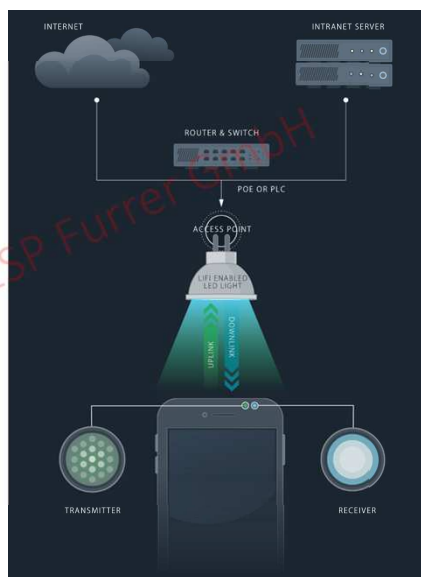 INTERNET
INTRANET SERVER
ROUTER & SWITCH
POE OR PLC
ACCESS POINT
LIFI ENABLED
LED LIGHT
UPLINK
DOWNLINK
TRANSMITTER
RECEIVER
SP Furrer GmbH